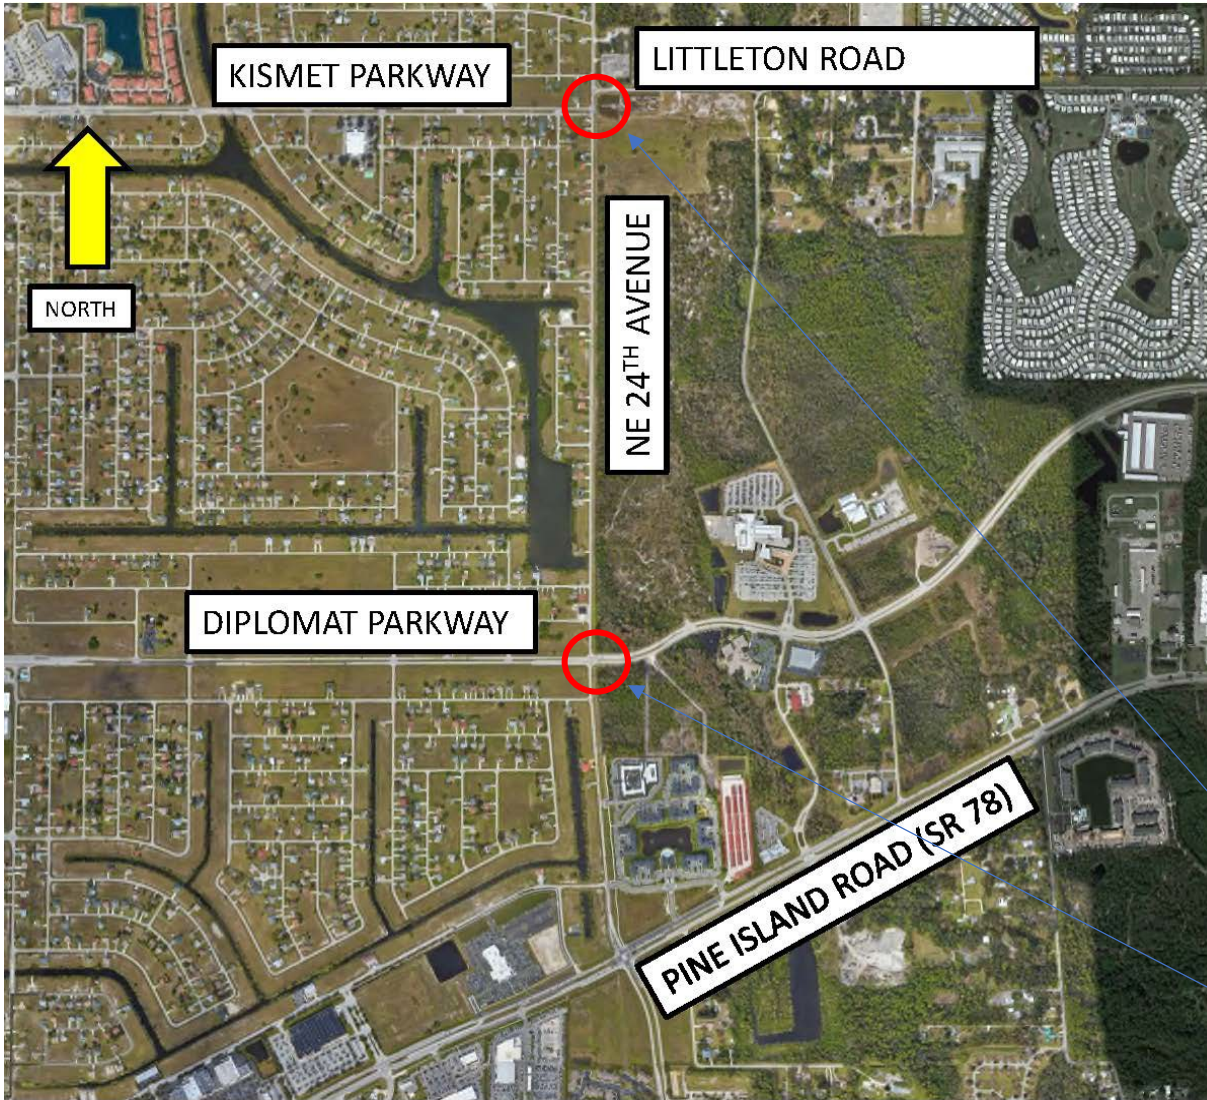 KISMET PARKWAY
LITTLETON ROAD
NORTH
NE 24TH AVENUE
DIPLOMAT PARKWAY
PINE ISLAND ROAD (SR 78)